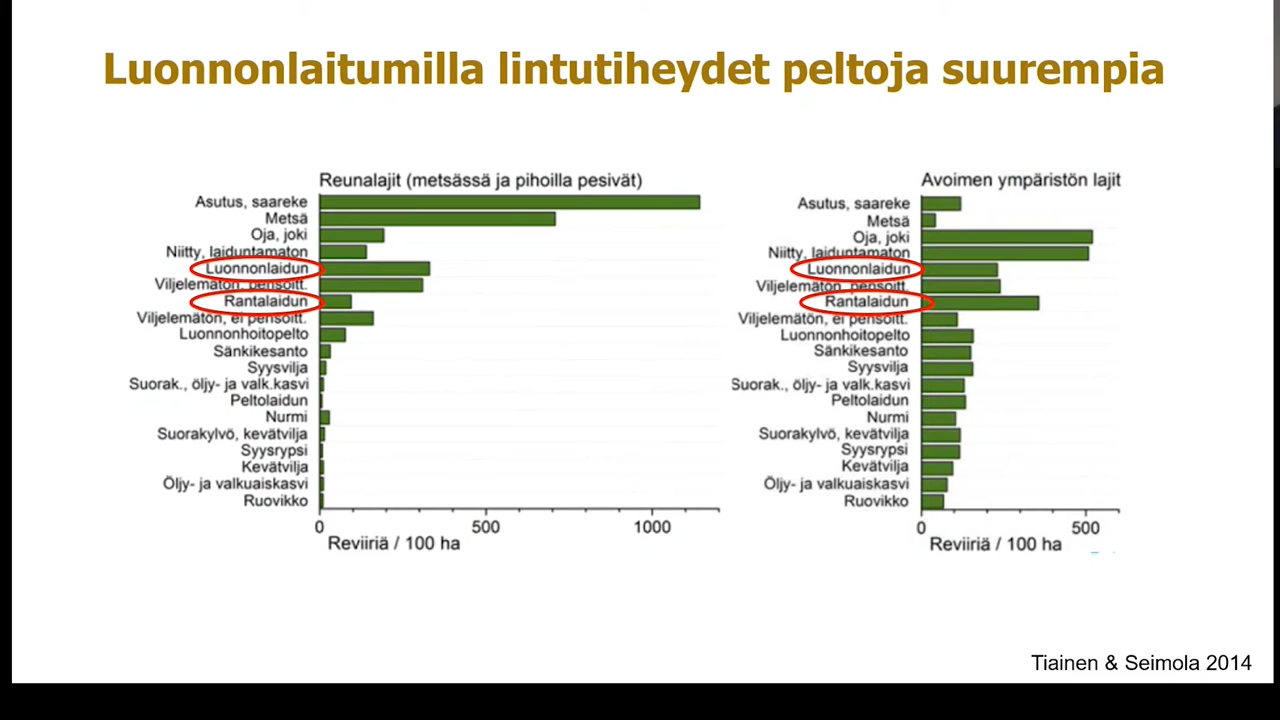 Luonnonlaitumilla lintutiheydet peltoja suurempia
Reunalajit (metsässä ja pihoilla pesivät)
Asutus, saareke
Metsä
Oja, joki
Niitty, laiduntamaton
Luonnonlaidun
Viljelemätön, pensoitt.
Rantalaidun
Viljelemätön, ei pensoitt.
Luonnonhoitopelto
Sänkikesanto
Syysvilja
Suorak., öljy- ja valk.kasvi
Peltolaidun
Nurmi
Suorakylvö, kevätvilja
Syysrypsi
Kevätvilja
Öljy- ja valkuaiskasvi
Ruovikko
0 500 1000
Reviiriä / 100 ha
Avoimen ympäristön lajit
Asutus, saareke
Metsä
Oja, joki
Niitty, laiduntamaton
Luonnonlaidun
Viljelemätön, pensoitt.
Rantalaidun
Viljelemätön, ei pensoitt.
Luonnonhoitopelto
Sänkikesanto
Syysvilja
Suorak., öljy- ja valk.kasvi
Peltolaidun
Nurmi
Suorakylvö, kevätvilja
Syysrypsi
Kevätvilja
Öljy- ja valkuaiskasvi
Ruovikko
0 500
Reviiriä / 100 ha
Tiainen & Seimola 2014